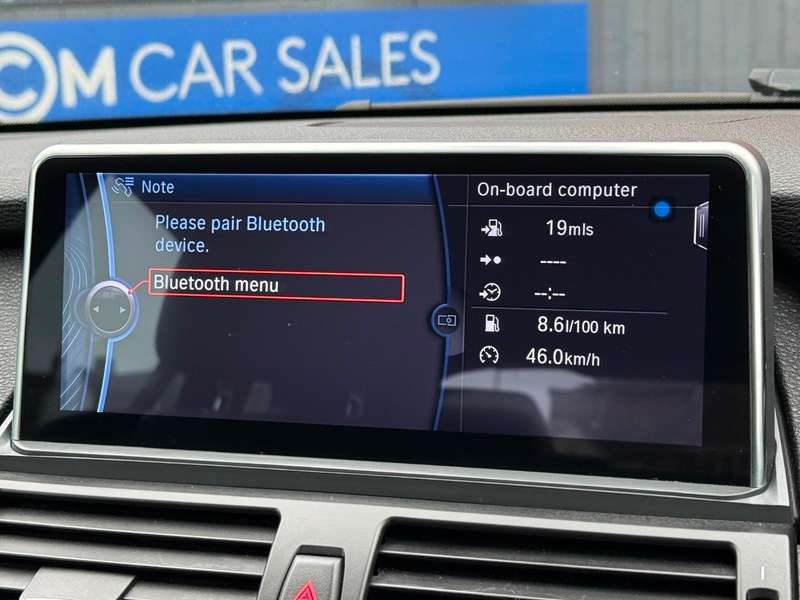 CM CAR SALES
Note
Please pair Bluetooth
device.
Bluetooth menu
On-board computer
19mls
----
--:--
8.6l/100 km
46.0km/h